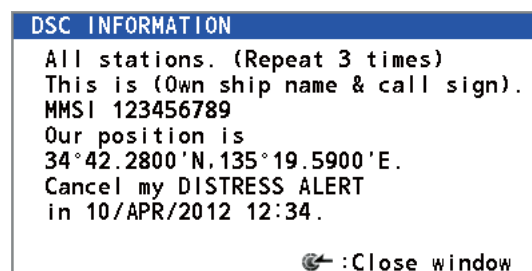 DSC INFORMATION
All stations. (Repeat 3 times)
This is (Own ship name & call sign).
MMSI 123456789
Our position is
34°42.2800'N,135°19.5900'E.
Cancel my DISTRESS ALERT
in 10/APR/2012 12:34.
:Close window